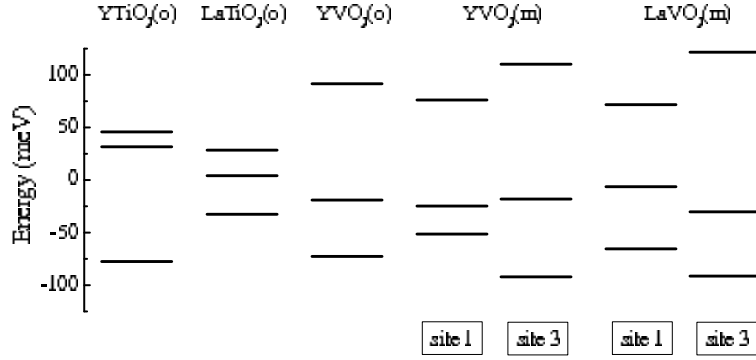 YTiO3(o) LaTiO3(o) YVO3(o) YVO3(m) LaVO3(m)
Energy (meV)
100
50
0
-50
-100
site 1 site 3 site 1 site 3